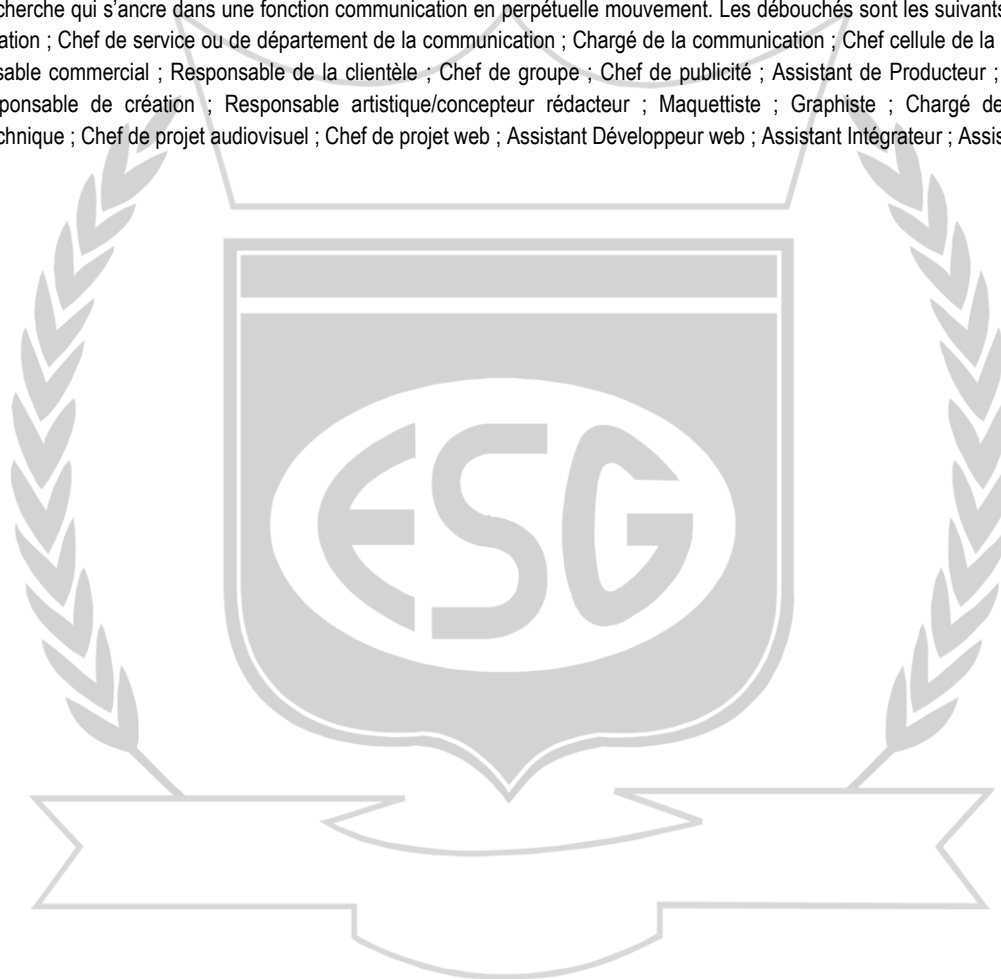 cherche qui s’ancre dans une fonction communication en perpétuelle mouvement. Les débouchés sont les suivants
ation ; Chef de service ou de département de la communication ; Chargé de la communication ; Chef cellule de la
sable commercial ; Responsable de la clientèle ; Chef de groupe ; Chef de publicité ; Assistant de Producteur ;
ponsable de création ; Responsable artistique/concepteur rédacteur ; Maquettiste ; Graphiste ; Chargé de
chnique ; Chef de projet audiovisuel ; Chef de projet web ; Assistant Développeur web ; Assistant Intégrateur ; Assis
ESG